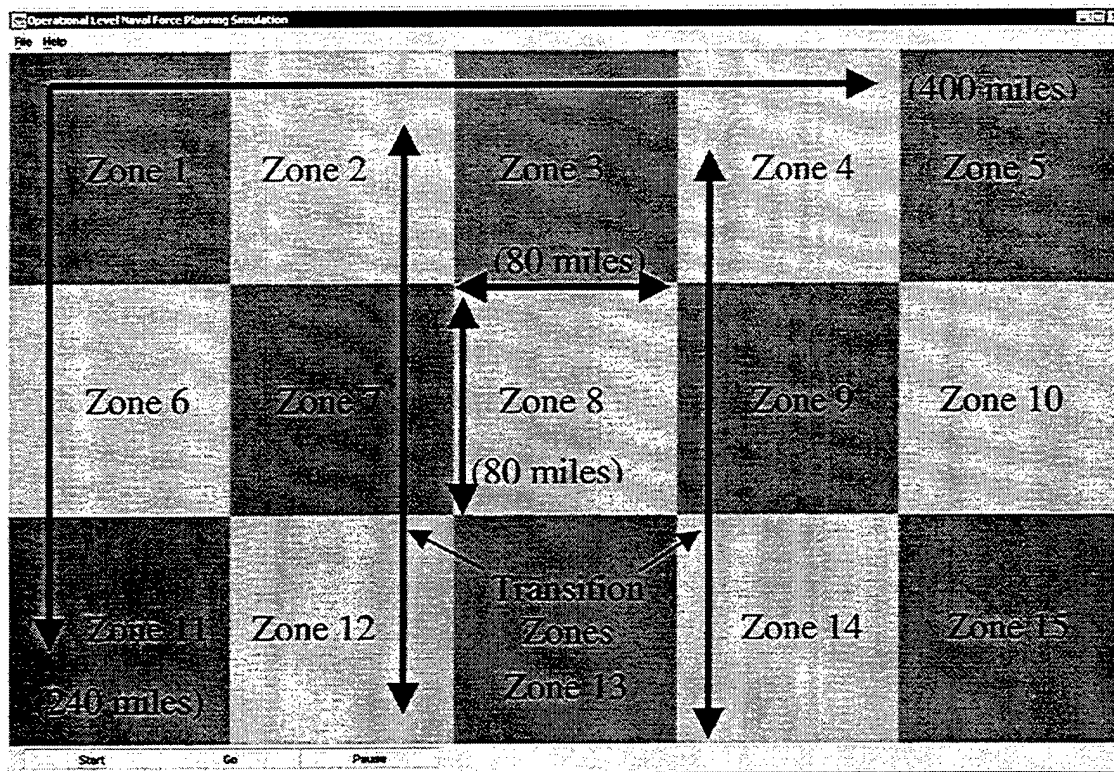 Operational Level Naval Force Planning Simulation
File Help
(400 miles)
Zone 1 Zone 2 Zone 3 Zone 4 Zone 5
(80 miles)
Zone 6 Zone 7 Zone 8 Zone 9 Zone 10
(80 miles)
Transition
Zones
Zone 11 Zone 12 Zone 14 Zone 15
Zone 13
(240 miles)
Start Go Pause